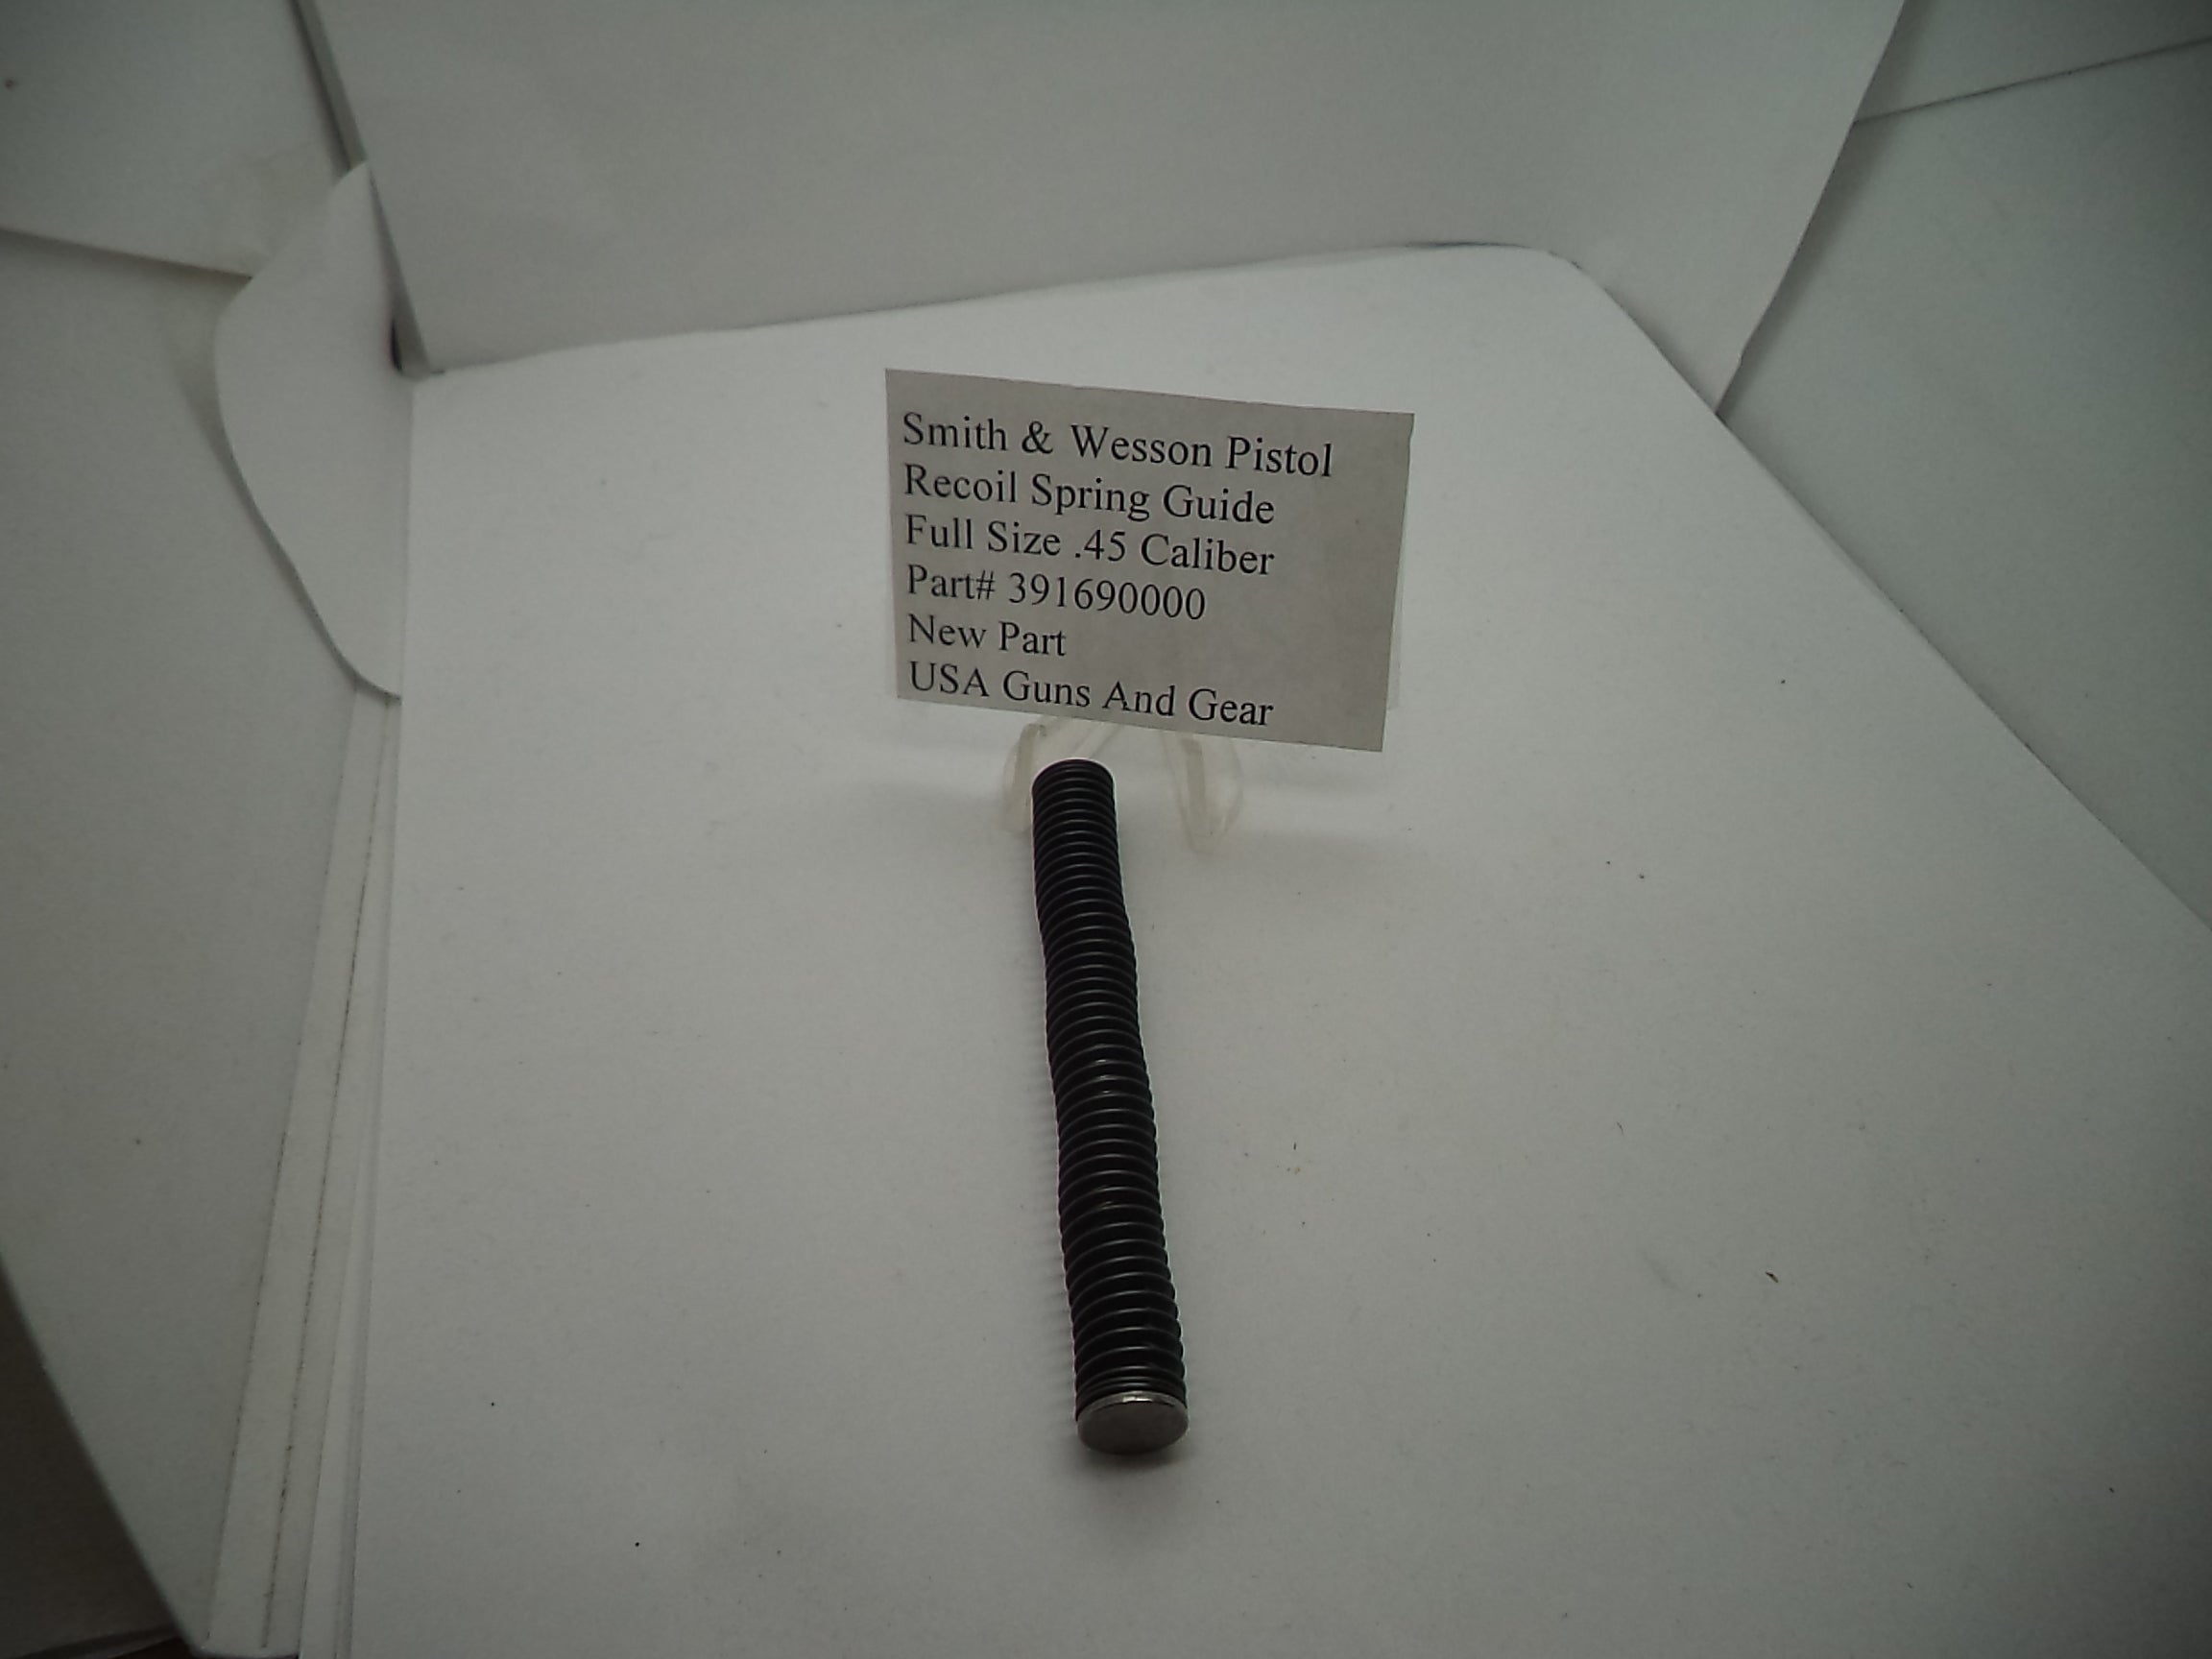 Smith & Wesson Pistol
Recoil Spring Guide
Full Size .45 Caliber
Part# 391690000
New Part
USA Guns And Gear